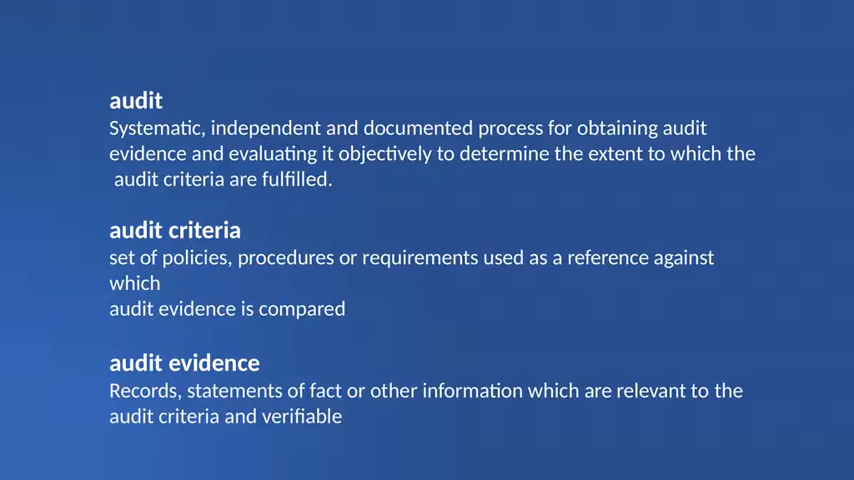 audit
Systematic, independent and documented process for obtaining audit
evidence and evaluating it objectively to determine the extent to which the
audit criteria are fulfilled.
audit criteria
set of policies, procedures or requirements used as a reference against
which
audit evidence is compared
audit evidence
Records, statements of fact or other information which are relevant to the
audit criteria and verifiable